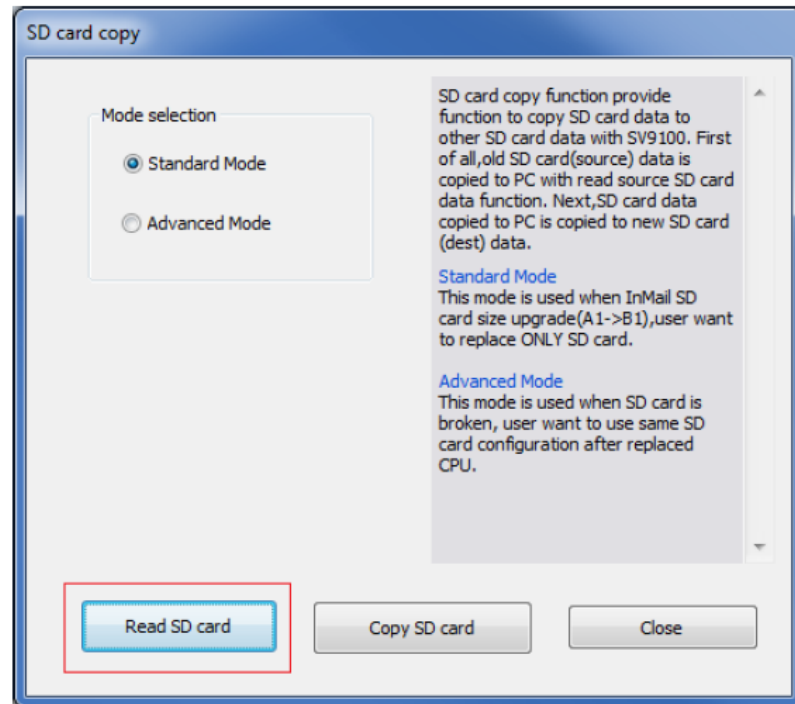 SD card copy
Mode selection
Standard Mode
Advanced Mode
SD card copy function provide
function to copy SD card data to
other SD card data with SV9100. First
of all,old SD card(source) data is
copied to PC with read source SD card
data function. Next,SD card data
copied to PC is copied to new SD card
(dest) data.
Standard Mode
This mode is used when InMail SD
card size upgrade(A1->B1),user want
to replace ONLY SD card.
Advanced Mode
This mode is used when SD card is
broken, user want to use same SD
card configuration after replaced
CPU.
Read SD card
Copy SD card
Close